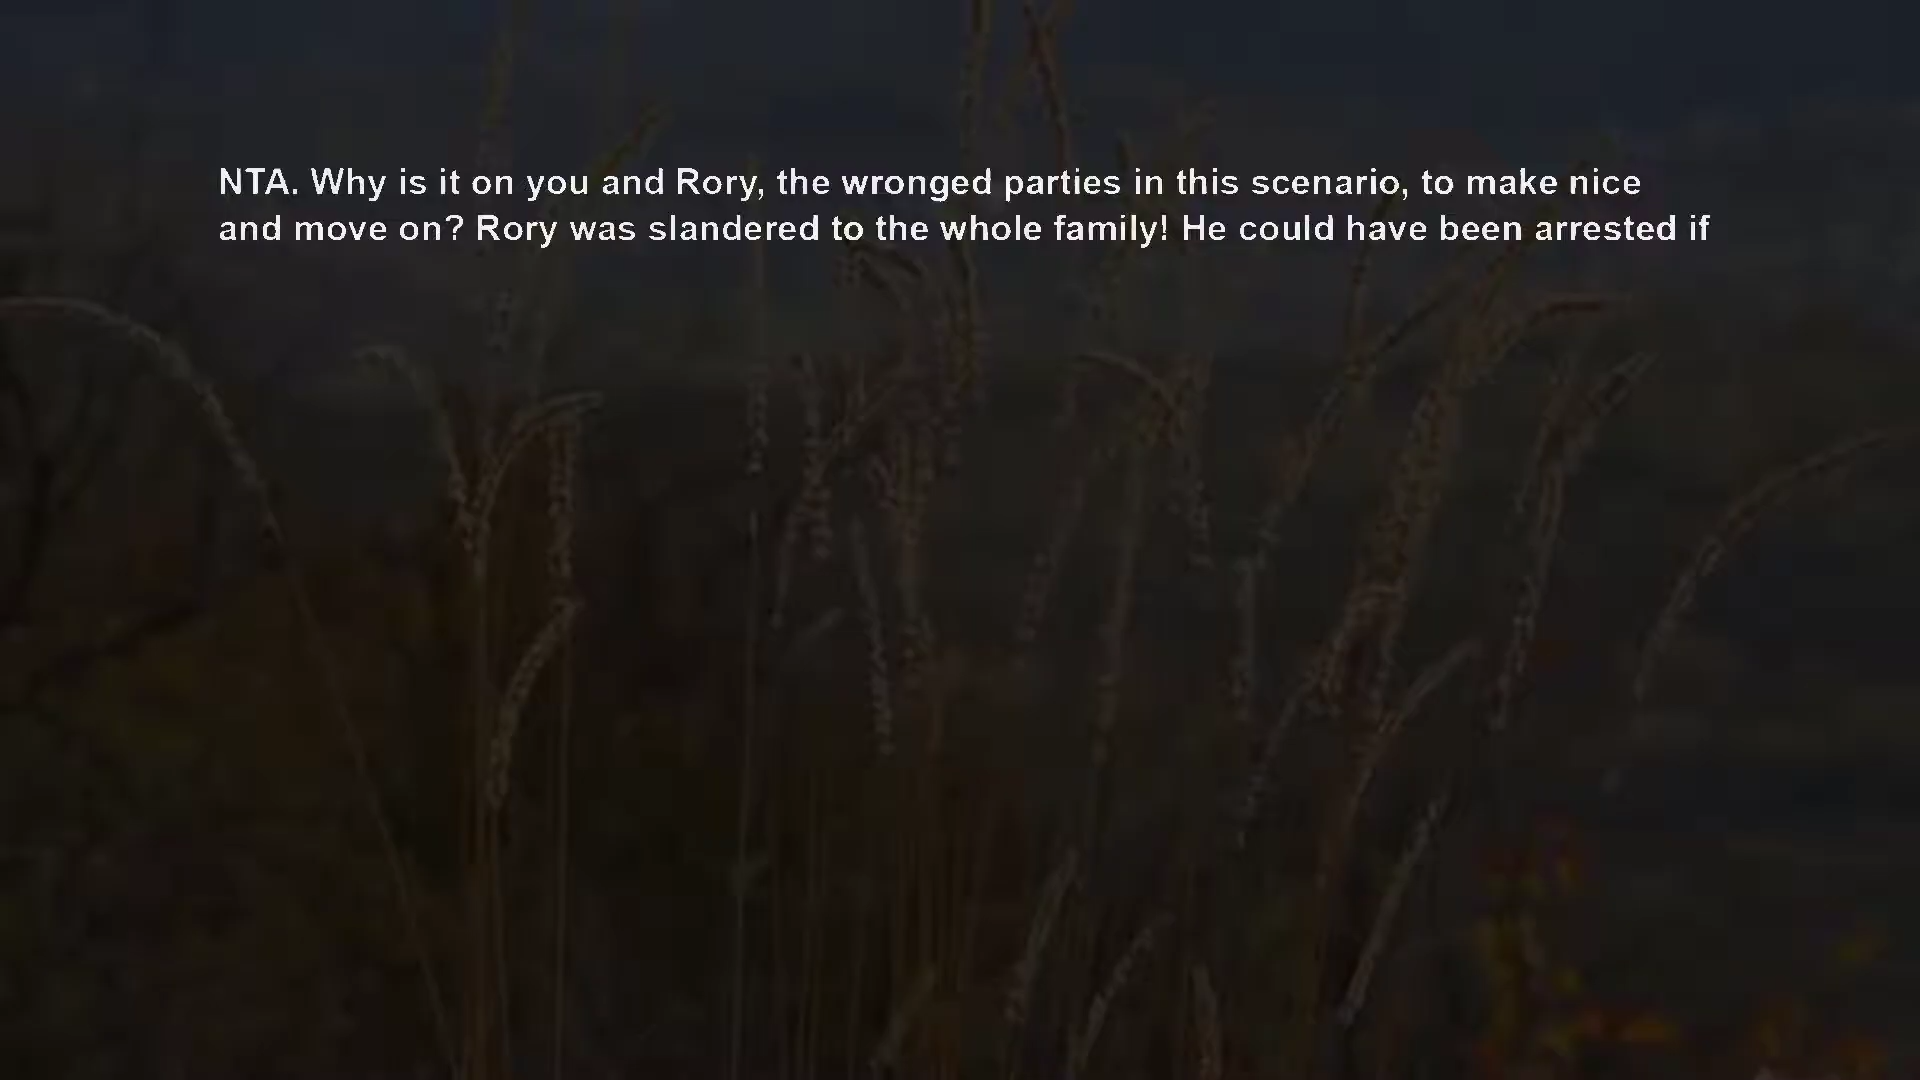 NTA. Why is it on you and Rory, the wronged parties in this scenario, to make nice
and move on? Rory was slandered to the whole family! He could have been arrested if